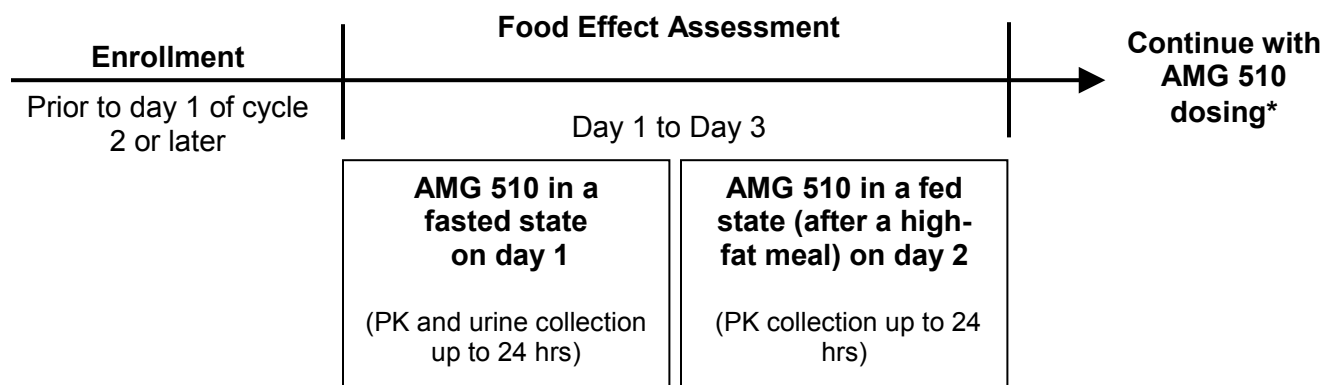 Food Effect Assessment
Enrollment
Prior to day 1 of cycle
2 or later
Day 1 to Day 3
Continue with
AMG 510
dosing*
AMG 510 in a
fasted state
on day 1
(PK and urine collection
up to 24 hrs)
AMG 510 in a fed
state (after a high-
fat meal) on day 2
(PK collection up to 24
hrs)